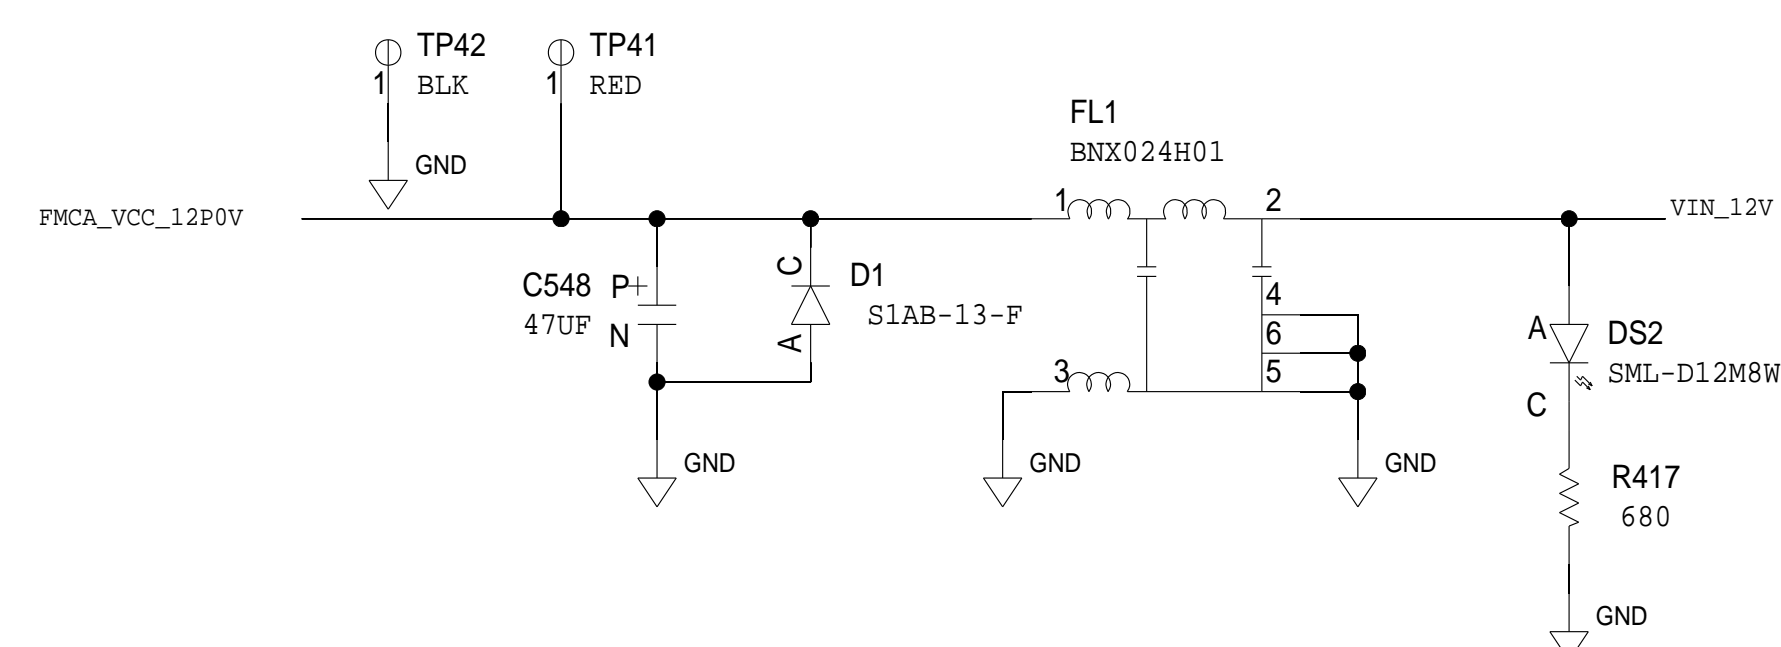 TP42
1
BLK
GND
TP41
1
RED
FL1
BNX024H01
FMCA_VCC_12P0V
1
2
VIN_12V
C548
P+
47UF
N
C
D1
S1AB-13-F
A
4
6
5
3
A
DS2
SML-D12M8W
C
GND
GND
GND
R417
680
GND